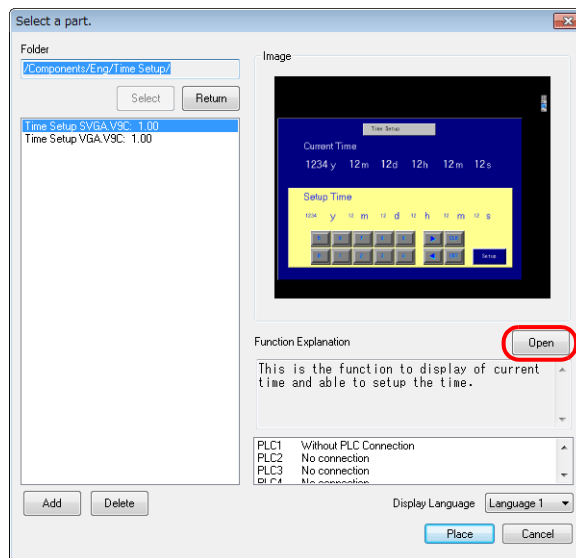 Select a part.
Folder
/Components/Eng/Time Setup/
Select Return
Time Setup SVGA.V9C: 1.00
Time Setup VGA.V9C: 1.00
Image
Time Setup
Current Time
1234 y 12 m 12 d 12 h 12 m 12 s
Setup Time
1234 y 12 m 12 d 12 h 12 m 12 s
Setup
Function Explanation
Open
This is the function to display of current
time and able to setup the time.
PLC1 Without PLC Connection
PLC2 No connection
PLC3 No connection
PLC4 No connection
Add Delete
Display Language Language 1
Place Cancel